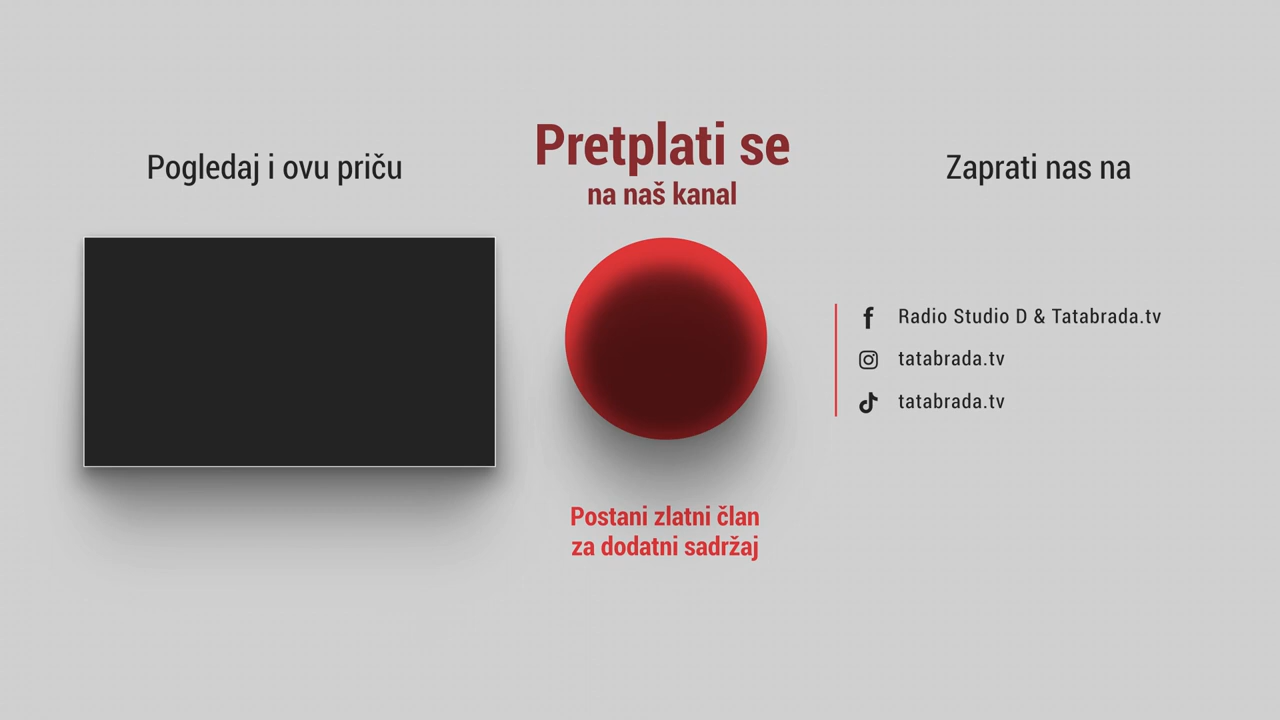 Pogledaj i ovu priču
Pretplati se
na naš kanal
Postani zlatni član
za dodatni sadržaj
Zaprati nas na
Radio Studio D & Tatabrada.tv
tatabrada.tv
tatabrada.tv